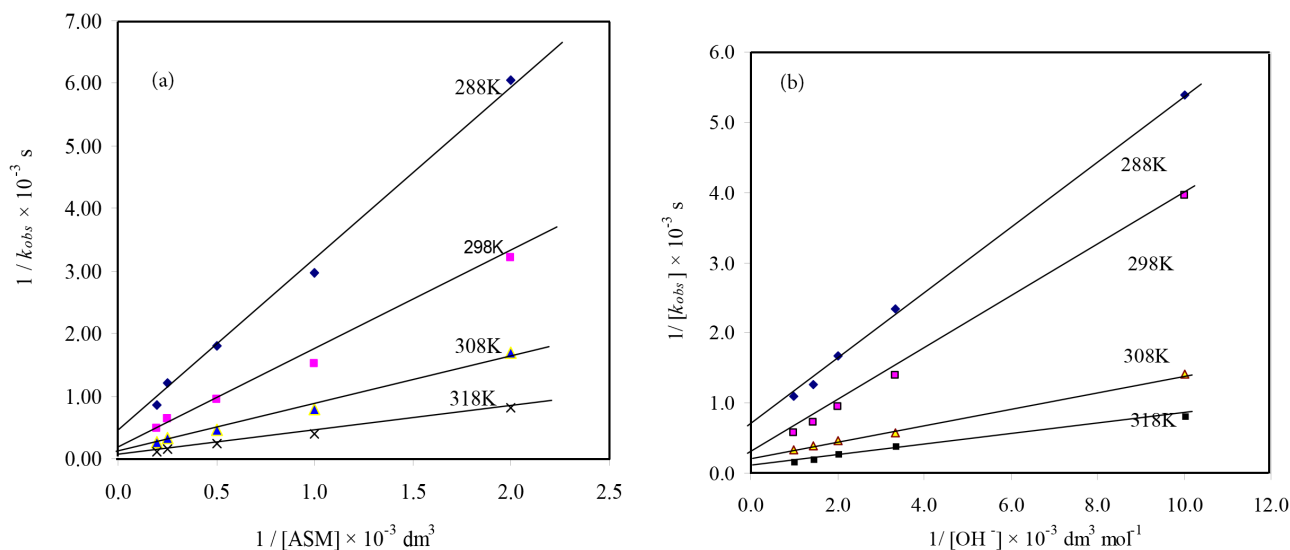 (a)
1 / k obs × 10⁻³ s
7.00
6.00
5.00
4.00
3.00
2.00
1.00
0.00
288K
298K
308K
318K
0.0 0.5 1.0 1.5 2.0 2.5
1 / [ASM] × 10⁻³ dm³
(b)
1/ [k obs ] × 10⁻³ s
6.0
5.0
4.0
3.0
2.0
1.0
0.0
288K
298K
308K
318K
0.0 2.0 4.0 6.0 8.0 10.0 12.0
1/ [OH ⁻] × 10⁻³ dm³ mol⁻¹